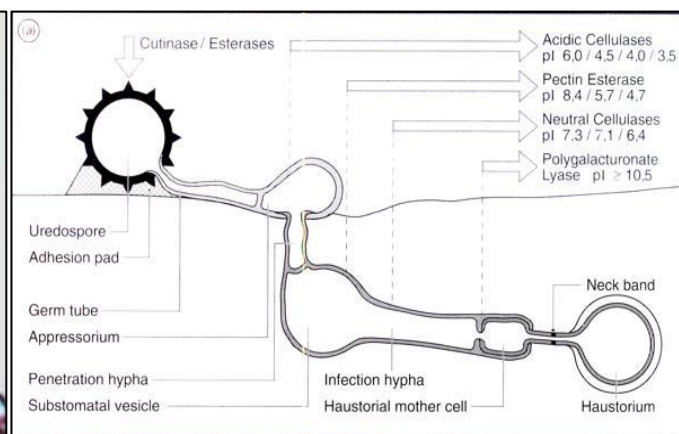 (a)
Cutinase / Esterases
Acidic Cellulases
pI 6,0 / 4,5 / 4,0 / 3,5
Pectin Esterase
pI 8,4 / 5,7 / 4,7
Neutral Cellulases
pI 7,3 / 7,1 / 6,4
Polygalacturonate
Lyase pI ≥ 10,5
Uredospore
Adhesion pad
Germ tube
Appressorium
Penetration hypha
Substomatal vesicle
Infection hypha
Haustorial mother cell
Neck band
Haustorium